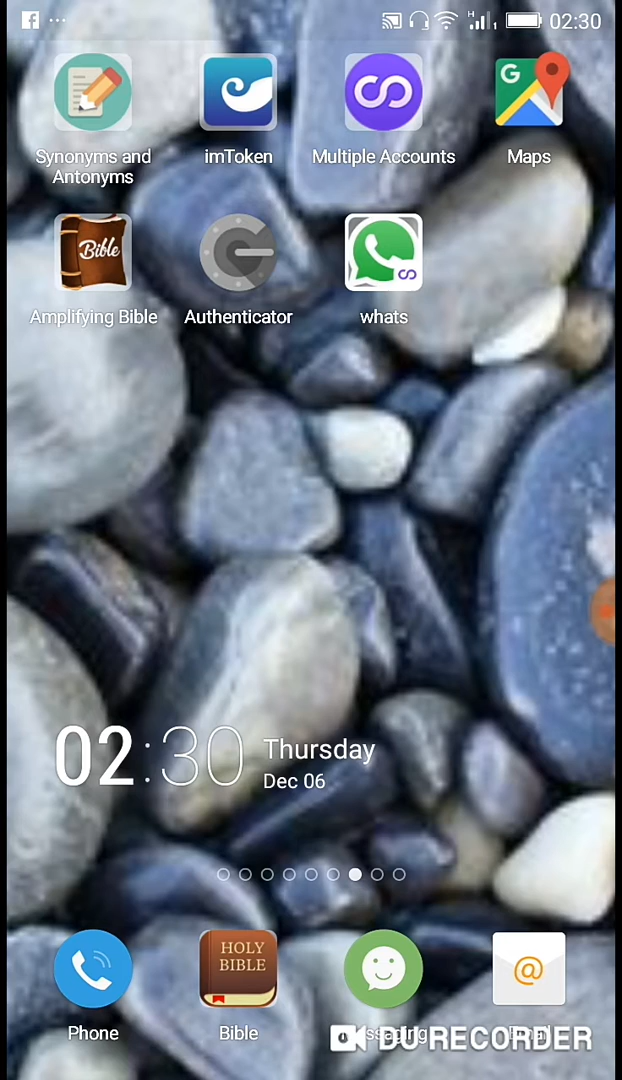 02:30
Synonyms and
Antonyms
imToken
Multiple Accounts
Maps
Bible
Amplifying Bible
Authenticator
whats
02:30
Thursday
Dec 06
HOLY
BIBLE
Phone
Bible
DU RECORDER